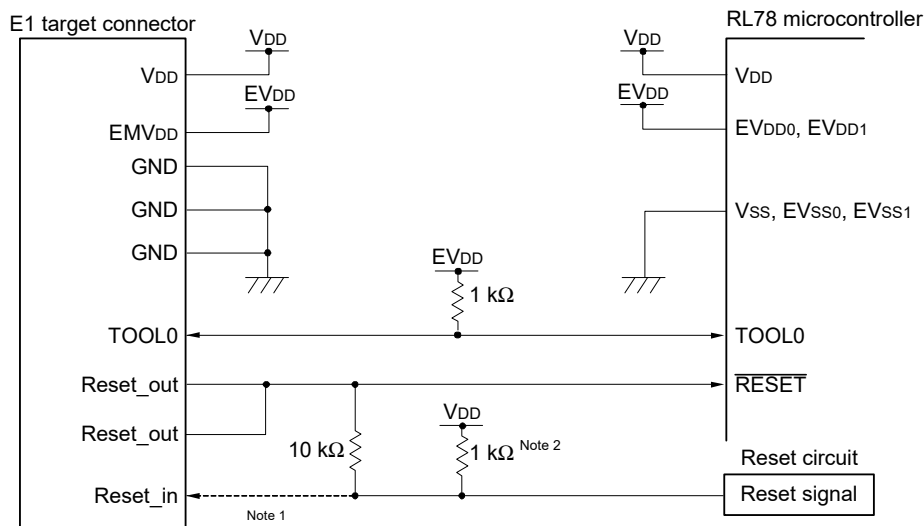 E1 target connector
RL78 microcontroller
VDD
VDD
VDD
VDD
EVDD
EVDD
EMVDD
EVDD0, EVDD1
GND
GND
VSS, EVSS0, EVSS1
GND
EVDD
1 kΩ
TOOL0
TOOL0
Reset_out
RESET
VDD
Reset_out
10 kΩ
1 kΩ Note 2
Reset circuit
Reset_in
Reset signal
Note 1